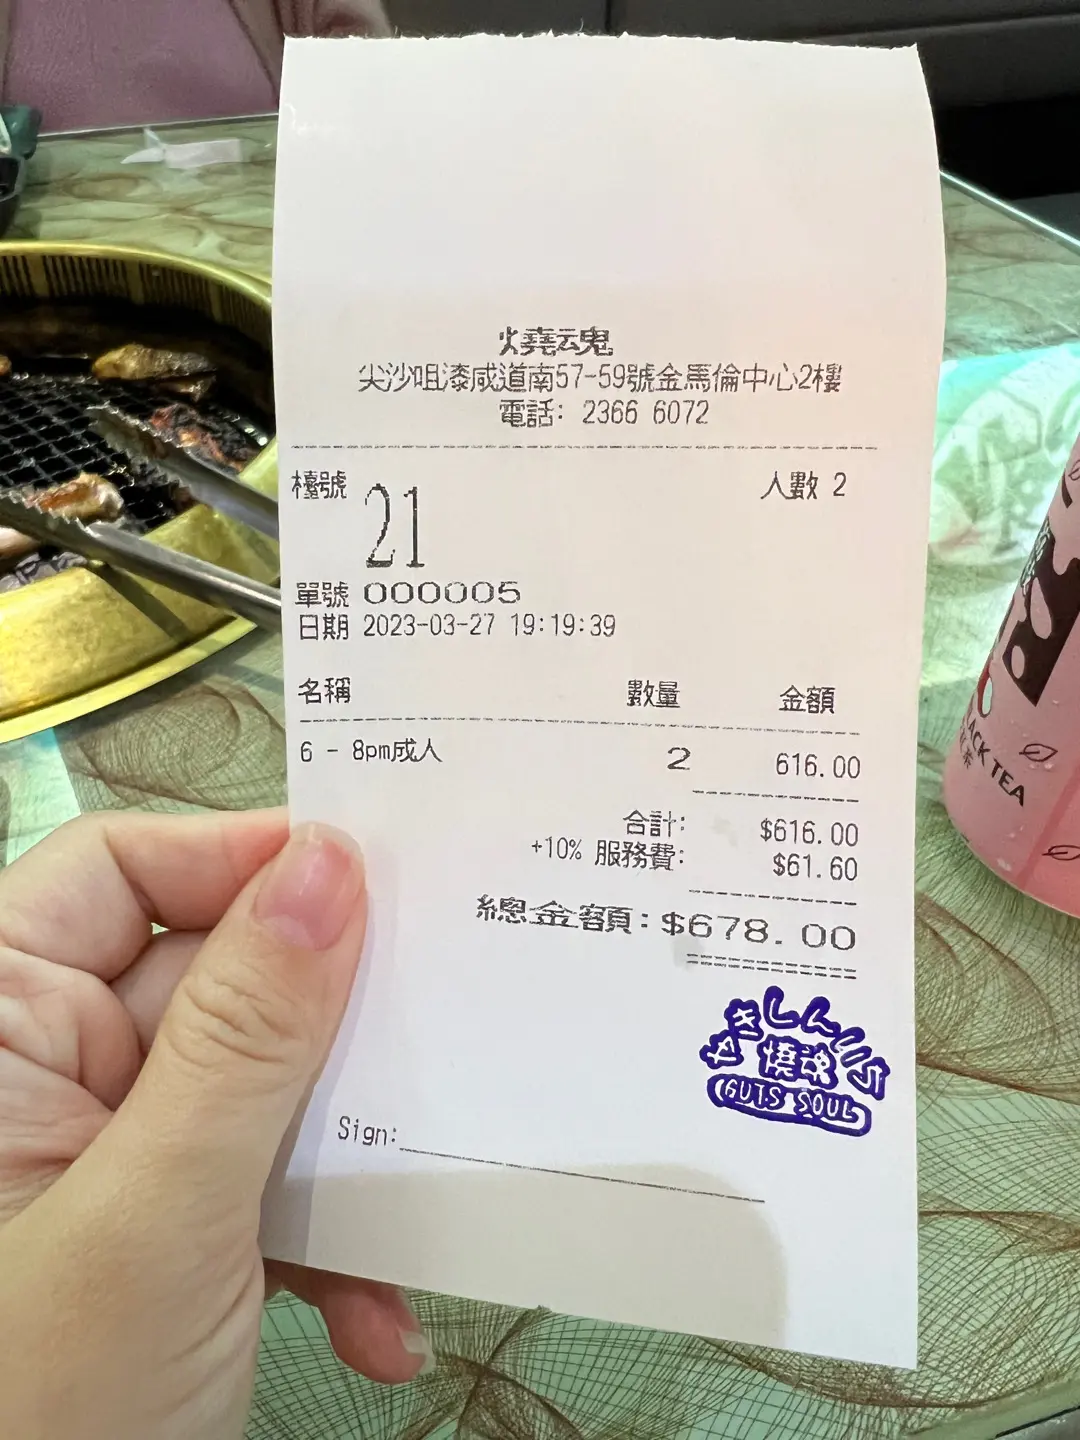 燒魂
尖沙咀漆咸道南57-59號金馬倫中心2樓
電話: 2366 6072
檯號 21 人數 2
單號 000005
日期 2023-03-27 19:19:39
名稱 數量 金額
6 - 8pm成人 2 616.00
合計: $616.00
+10% 服務費: $61.60
總金額: $678.00
やきしん
燒魂
GUTS SOUL
Sign:
BLACK TEA
紅茶